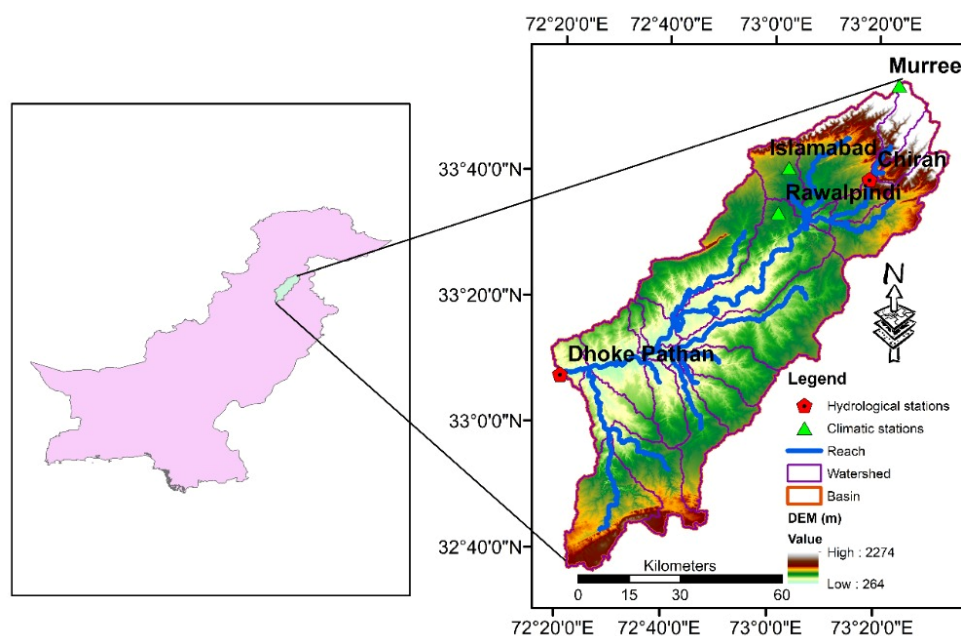 72°20'0"E 72°40'0"E 73°0'0"E 73°20'0"E
Murree
Islamabad
Chirah
33°40'0"N
Rawalpindi
33°20'0"N
N
Dhoke Pathan
33°0'0"N
32°40'0"N
Legend
Hydrological stations
Climatic stations
Reach
Watershed
Basin
DEM (m)
Value
High : 2274
Low : 264
Kilometers
0 15 30 60
72°20'0"E 72°40'0"E 73°0'0"E 73°20'0"E